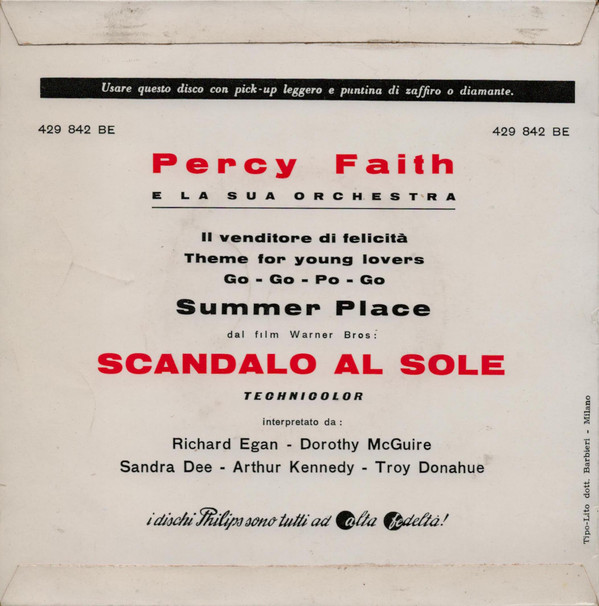 Usare questo disco con pick-up leggero e puntina di zaffiro o diamante.
429 842 BE
429 842 BE
Percy Faith
E LA SUA ORCHESTRA
Il venditore di felicità
Theme for young lovers
Go - Go - Po - Go
Summer Place
dal film Warner Bros:
SCANDALO AL SOLE
TECHNICOLOR
interpretato da:
Richard Egan - Dorothy McGuire
Sandra Dee - Arthur Kennedy - Troy Donahue
i dischi Philips sono tutti ad alta fedeltà!
Tipo-Lito dott. Barbieri - Milano